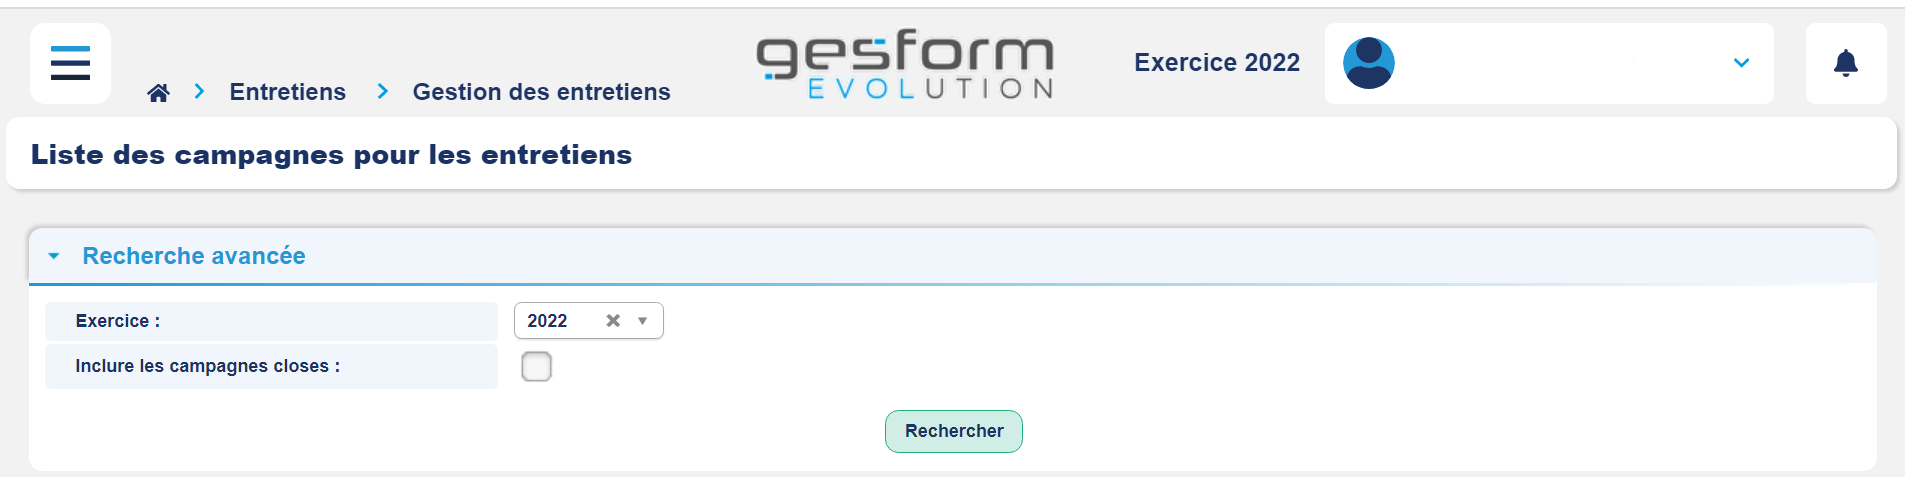 Entretiens
Gestion des entretiens
gesform
EVOLUTION
Exercice 2022
Liste des campagnes pour les entretiens
Recherche avancée
Exercice :
2022
Inclure les campagnes closes :
Rechercher